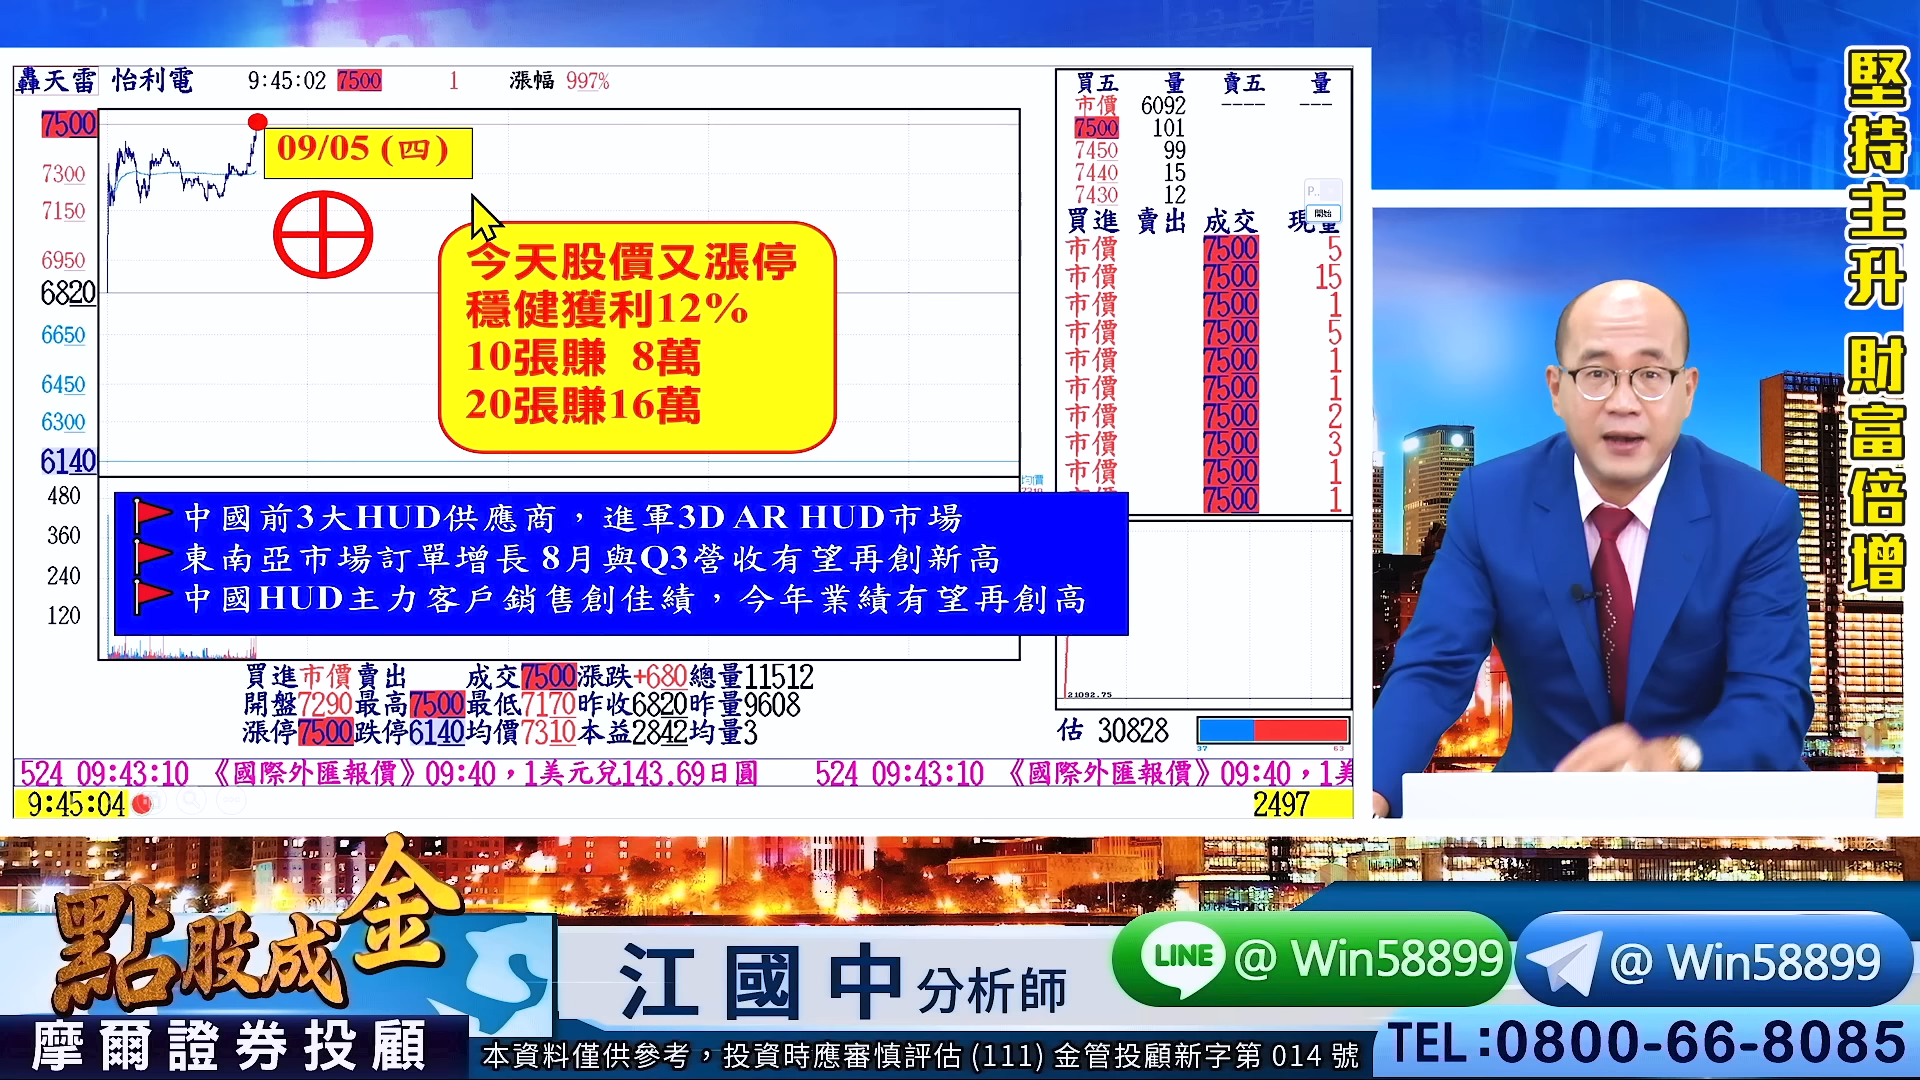 轟天雷 怡利電 9:45:02 7500 1 漲幅 997%
7500
7300
7150
6950
6820
6650
6450
6300
6140
480
360
240
120
09/05 (四)
今天股價又漲停
穩健獲利12%
10張賺 8萬
20張賺16萬
中國前3大HUD供應商，進軍3D AR HUD市場
東南亞市場訂單增長 8月與Q3營收有望再創新高
中國HUD主力客戶銷售創佳績，今年業績有望再創高
買五 量 賣五 量
市價 6092 ---- ---
7500 101
7450 99
7440 15
7430 12
P..
開始
買進 賣出 成交 現量
市價 7500 5
市價 7500 15
市價 7500 1
市價 7500 5
市價 7500 1
市價 7500 1
市價 7500 2
市價 7500 3
市價 7500 1
市價 7500 1
均價
21092.75
估 30828
37 63
買進市價賣出 成交7500漲跌+680總量11512
開盤7290最高7500最低7170昨收6820昨量9608
漲停7500跌停6140均價7310本益2842均量3
524 09:43:10 《國際外匯報價》09:40，1美元兌143.69日圓 524 09:43:10 《國際外匯報價》09:40，1美
9:45:04 2497
堅持主升 財富倍增
點股成金
摩爾證券投顧
江國中分析師
LINE @ Win58899
@ Win58899
TEL:0800-66-8085
本資料僅供參考，投資時應審慎評估 (111) 金管投顧新字第 014 號